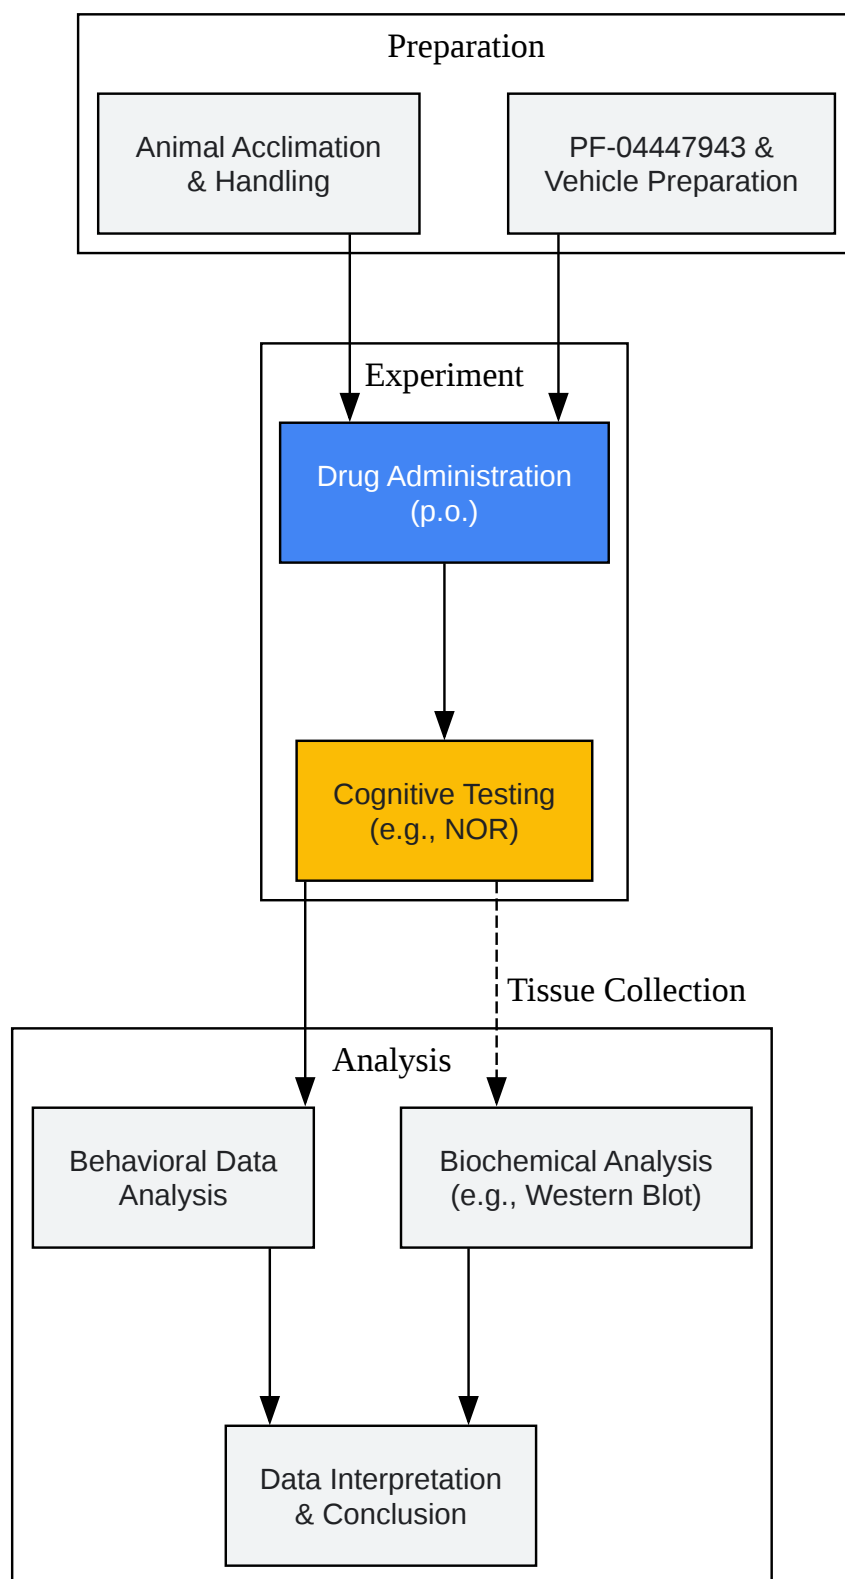 Preparation
Animal Acclimation
& Handling
PF-04447943 &
Vehicle Preparation
Experiment
Drug Administration
(p.o.)
Cognitive Testing
(e.g., NOR)
Tissue Collection
Analysis
Behavioral Data
Analysis
Biochemical Analysis
(e.g., Western Blot)
Data Interpretation
& Conclusion